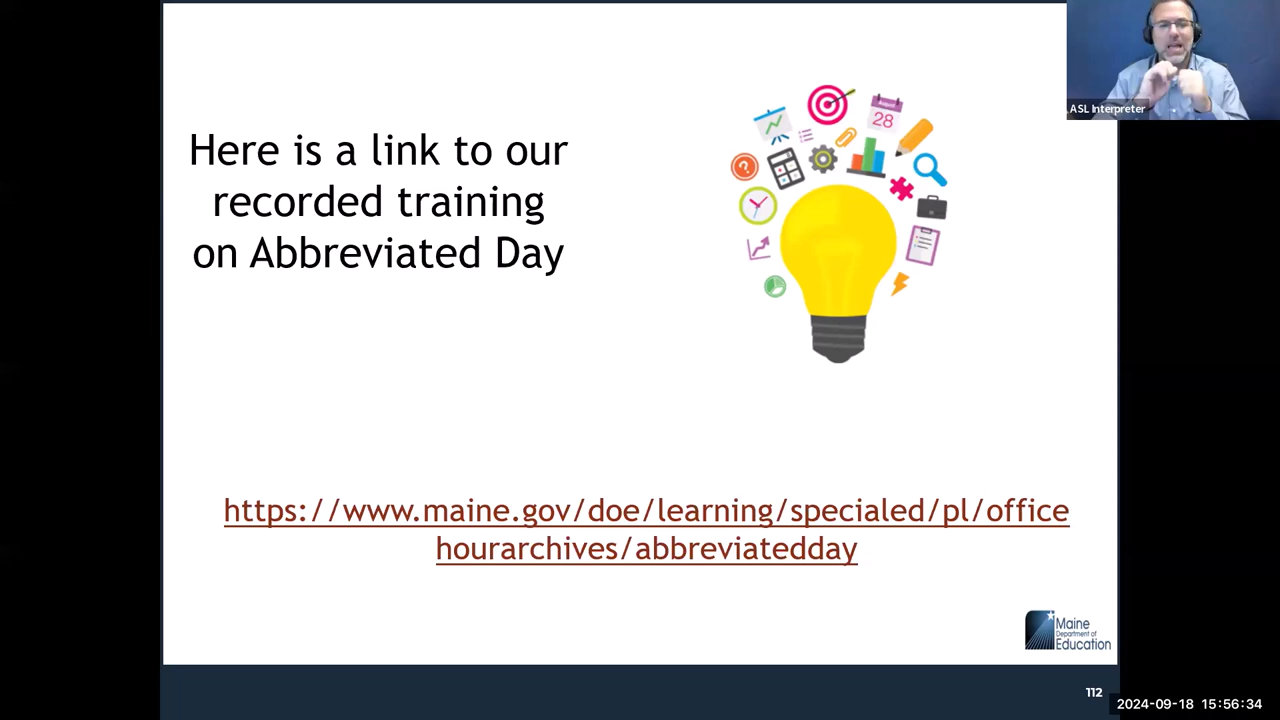 Here is a link to our
recorded training
on Abbreviated Day
August
28
?
ASL Interpreter
https://www.maine.gov/doe/learning/specialed/pl/office
hourarchives/abbreviatedday
Maine
Department of
Education
112
2024-09-18 15:56:34